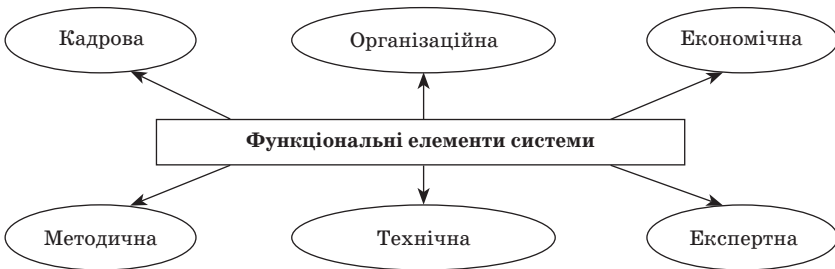 Кадрова
Організаційна
Економічна
Функціональні елементи системи
Методична
Технічна
Експертна